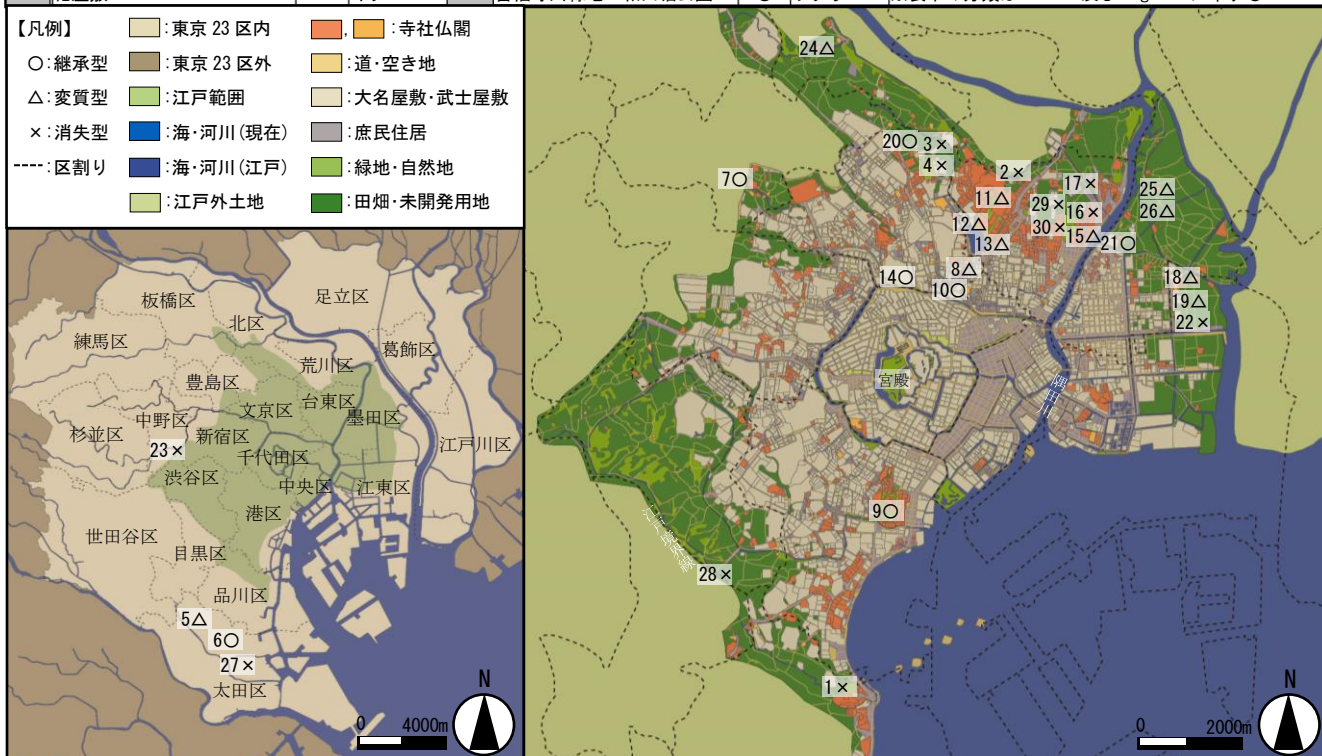 【凡例】
○:継承型
△:変質型
×:消失型
----:区割り
:東京23区内
:東京23区外
:江戸範囲
:海・河川(現在)
:海・河川(江戸)
:江戸外土地
, :寺社仏閣
:道・空き地
:大名屋敷・武士屋敷
:庶民住居
:緑地・自然地
:田畑・未開発用地
板橋区
足立区
北区
練馬区
葛飾区
荒川区
豊島区
台東区
文京区
中野区
墨田区
杉並区
新宿区
江戸川区
23×
千代田区
渋谷区
中央区
江東区
港区
世田谷区
目黒区
品川区
5△
6○
27×
太田区
N
0 4000m
24△
20○
3×
4×
2×
7○
17×
25△
11△
29×
16×
26△
12△
30×
15△
13△
21○
8△
14○
10○
18△
19△
22×
宮殿
隅田川
9○
江戸境界線
28×
1×
N
0 2000m